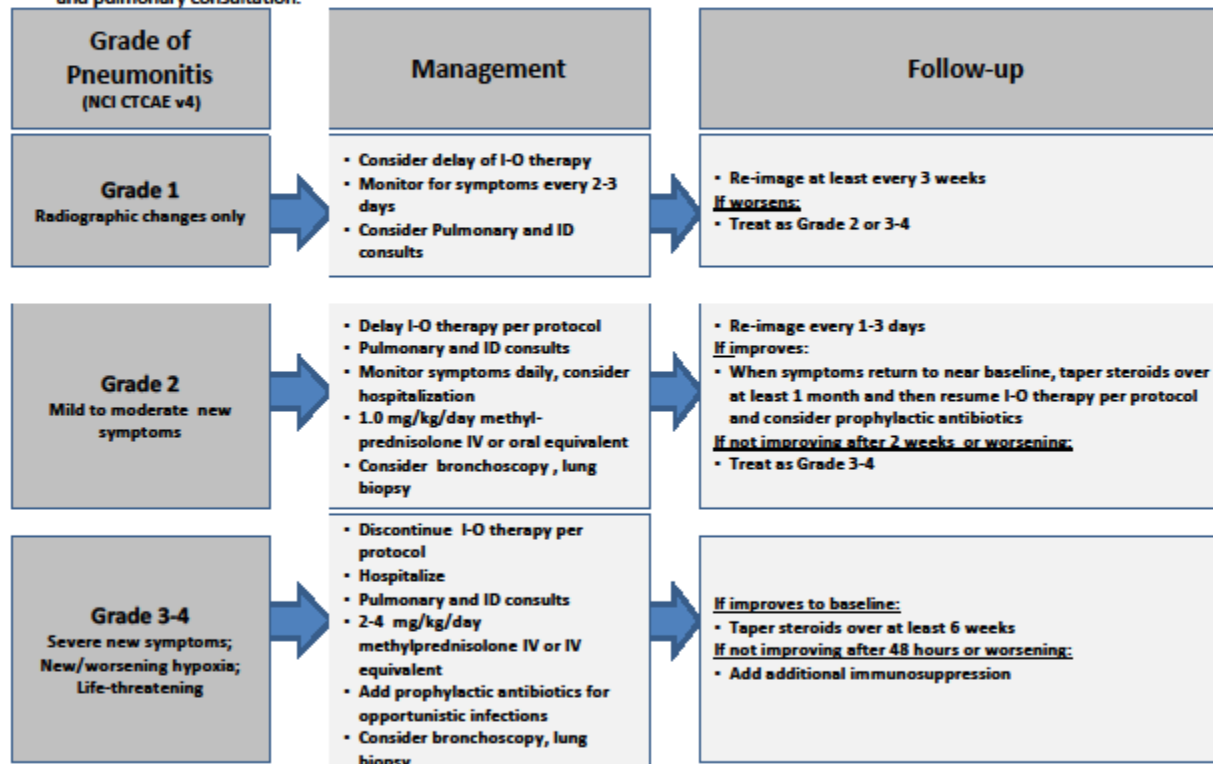 and pulmonary consultation.
Grade of
Pneumonitis
(NCI CTCAE v4)
Management
Follow-up
Grade 1
Radiographic changes only
▪ Consider delay of I-O therapy
▪ Monitor for symptoms every 2-3
days
▪ Consider Pulmonary and ID
consults
▪ Re-image at least every 3 weeks
If worsens:
▪ Treat as Grade 2 or 3-4
Grade 2
Mild to moderate new
symptoms
▪ Delay I-O therapy per protocol
▪ Pulmonary and ID consults
▪ Monitor symptoms daily, consider
hospitalization
▪ 1.0 mg/kg/day methyl-
prednisolone IV or oral equivalent
▪ Consider bronchoscopy , lung
biopsy
▪ Re-image every 1-3 days
If improves:
▪ When symptoms return to near baseline, taper steroids over
at least 1 month and then resume I-O therapy per protocol
and consider prophylactic antibiotics
If not improving after 2 weeks or worsening:
▪ Treat as Grade 3-4
Grade 3-4
Severe new symptoms;
New/worsening hypoxia;
Life-threatening
▪ Discontinue I-O therapy per
protocol
▪ Hospitalize
▪ Pulmonary and ID consults
▪ 2-4 mg/kg/day
methylprednisolone IV or IV
equivalent
▪ Add prophylactic antibiotics for
opportunistic infections
▪ Consider bronchoscopy, lung
biopsy
If improves to baseline:
▪ Taper steroids over at least 6 weeks
If not improving after 48 hours or worsening:
▪ Add additional immunosuppression